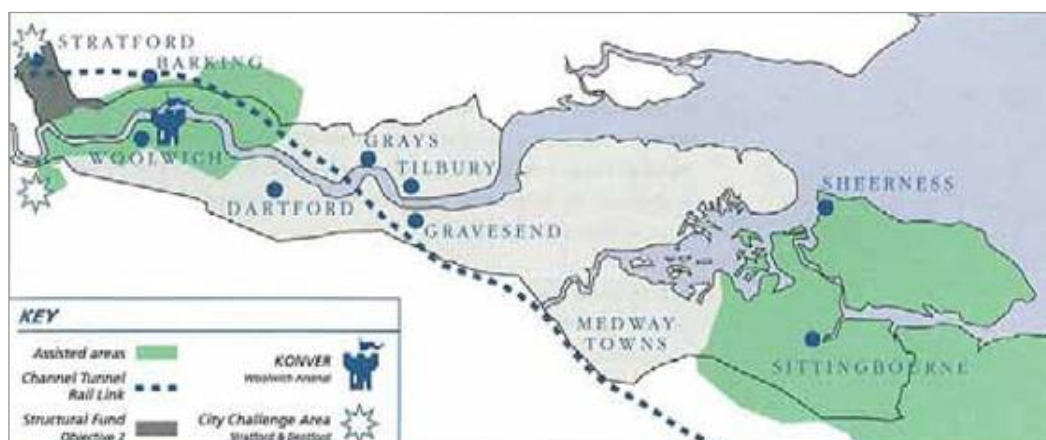 STRATFORD
BARKING
WOOLWICH
GRAYS
TILBURY
DARTFORD
GRAVESEND
SHEERNESS
MEDWAY
TOWNS
SITTINGBOURNE
KEY
Assisted areas
KONVER
Woolwich Arsenal
Channel Tunnel
Rail Link
Structural Fund
Objective 2
City Challenge Area
Stratford & Deptford